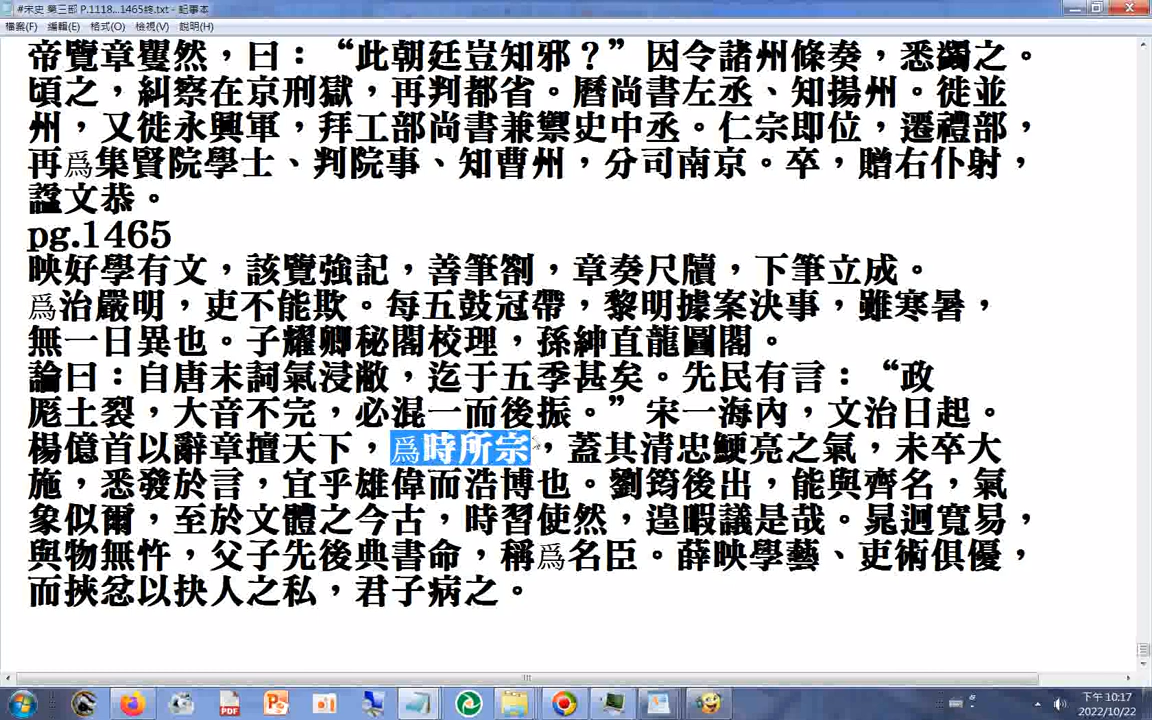 #宋史 第三部 P.1118...1465終.txt - 記事本
檔案(F) 編輯(E) 格式(O) 檢視(V) 說明(H)
帝覽章矍然，曰：“此朝廷豈知邪？”因令諸州條奏，悉蠲之。
頃之，糾察在京刑獄，再判都省。曆尚書左丞、知揚州。徙並
州，又徙永興軍，拜工部尚書兼禦史中丞。仁宗即位，遷禮部，
再爲集賢院學士、判院事、知曹州，分司南京。卒，贈右仆射，
諡文恭。
pg.1465
映好學有文，該覽強記，善筆劄，章奏尺牘，下筆立成。
爲治嚴明，吏不能欺。每五鼓冠帶，黎明據案決事，雖寒暑，
無一日異也。子耀卿秘閣校理，孫紳直龍圖閣。
論曰：自唐末詞氣浸敝，迄于五季甚矣。先民有言：“政
厖土裂，大音不完，必混一而後振。”宋一海內，文治日起。
楊億首以辭章擅天下，爲時所宗，蓋其清忠鯁亮之氣，未卒大
施，悉發於言，宜乎雄偉而浩博也。劉筠後出，能與齊名，氣
象似爾，至於文體之今古，時習使然，遑暇議是哉。晁迥寬易，
與物無忤，父子先後典書命，稱爲名臣。薛映學藝、吏術俱優，
而挾忿以抉人之私，君子病之。
下午 10:17
2022/10/22